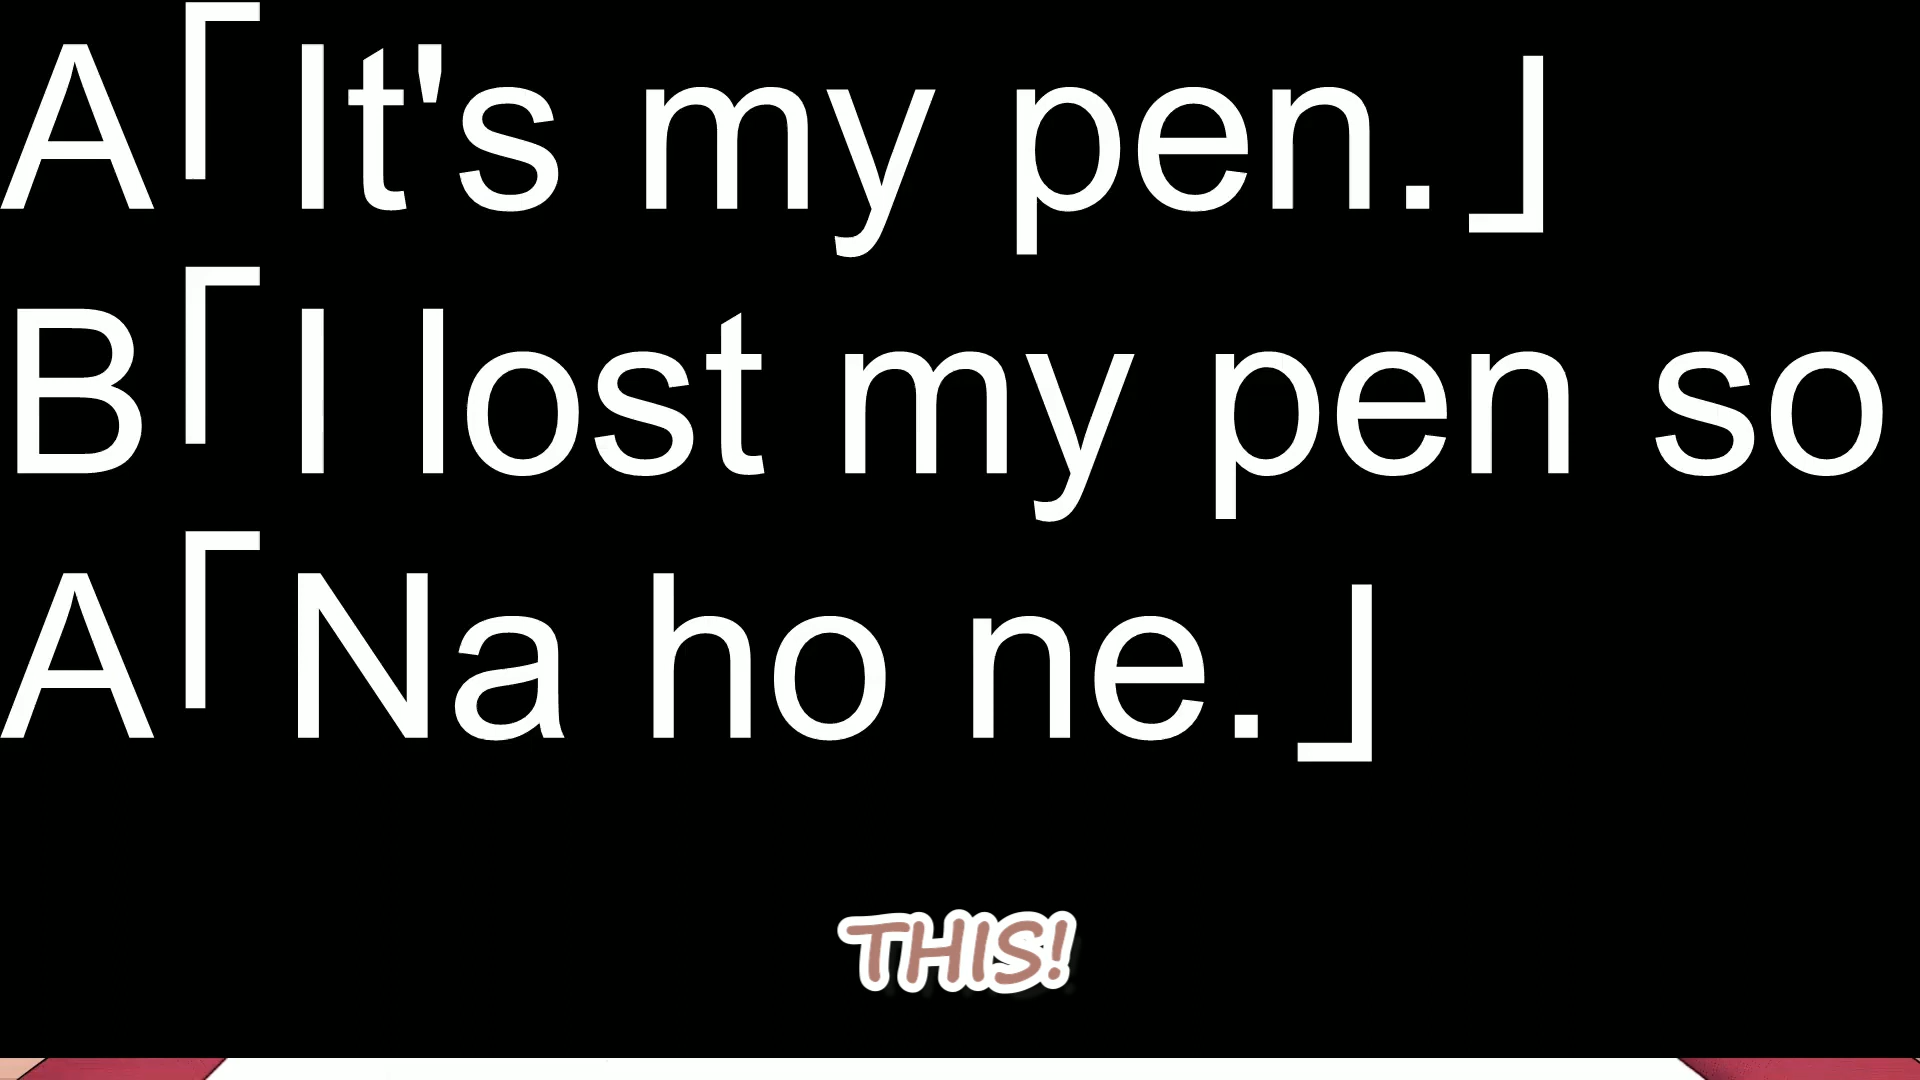 A「It's my pen.」
B「I lost my pen so
A「Na ho ne.」
THIS!